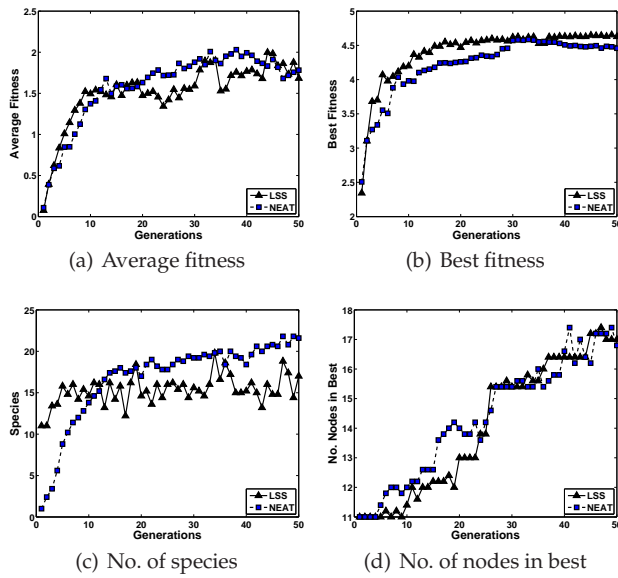 2.5
2
1.5
1
0.5
0
Average Fitness
0 10 20 30 40 50
Generations
LSS
NEAT
(a) Average fitness
5
4.5
4
3.5
3
2.5
2
Best Fitness
0 10 20 30 40 50
Generations
LSS
NEAT
(b) Best fitness
25
20
15
10
5
0
Species
0 10 20 30 40 50
Generations
LSS
NEAT
(c) No. of species
18
17
16
15
14
13
12
11
No. Nodes in Best
0 10 20 30 40 50
Generations
LSS
NEAT
(d) No. of nodes in best